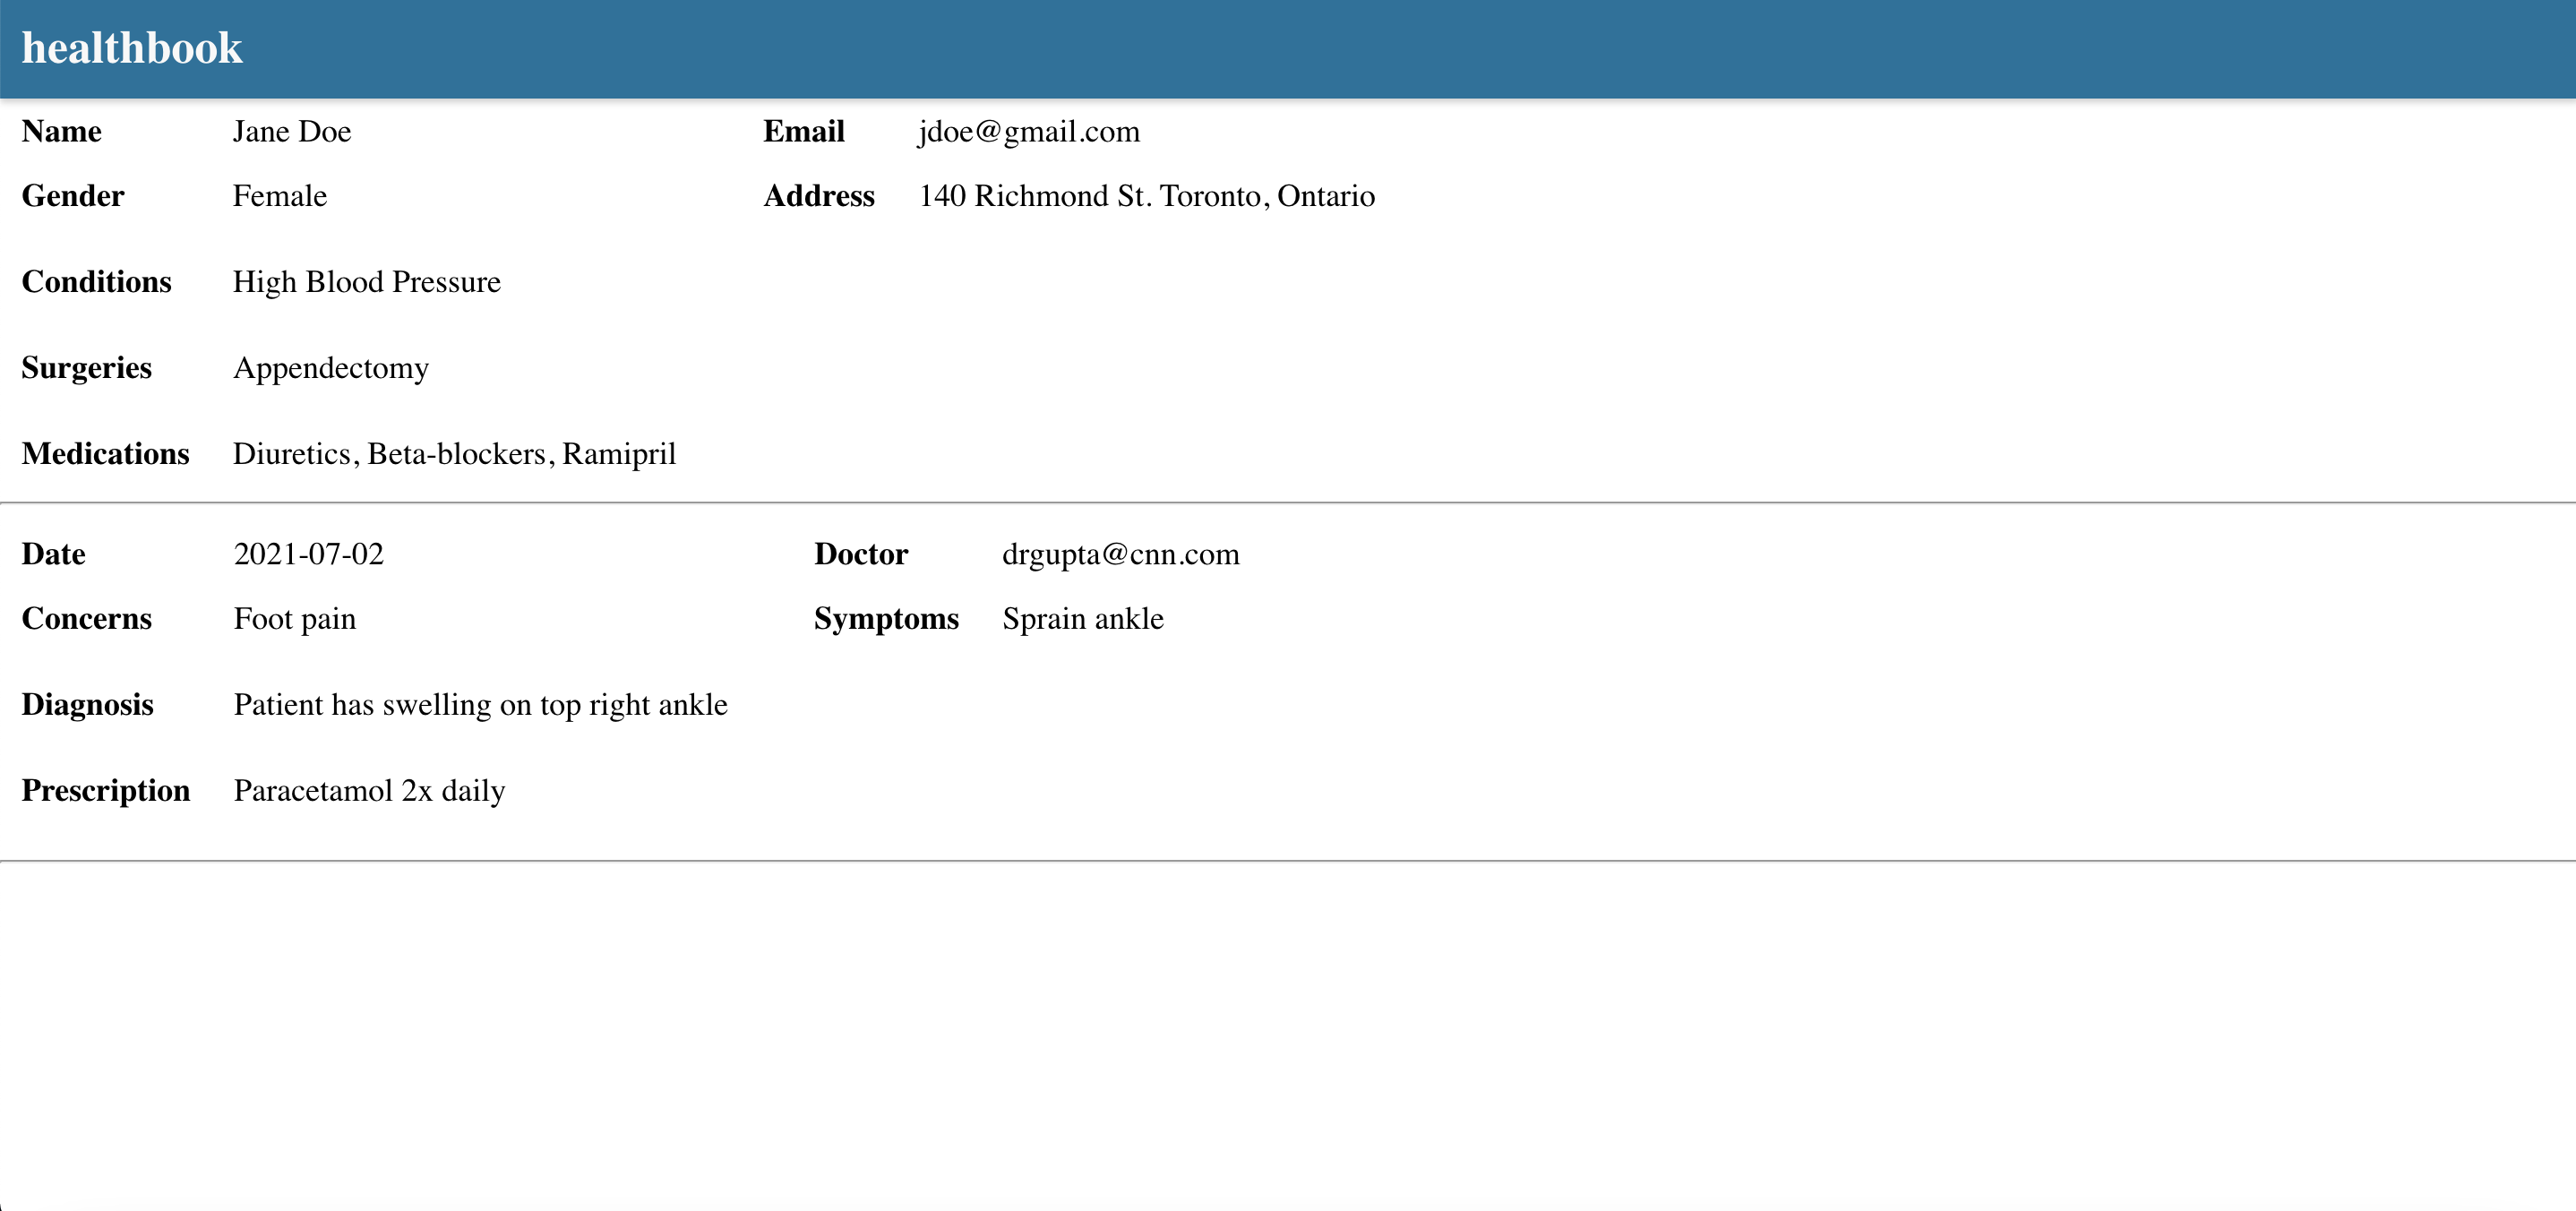 healthbook
Name Jane Doe Email jdoe@gmail.com
Gender Female Address 140 Richmond St. Toronto, Ontario
Conditions High Blood Pressure
Surgeries Appendectomy
Medications Diuretics, Beta-blockers, Ramipril
Date 2021-07-02 Doctor drgupta@cnn.com
Concerns Foot pain Symptoms Sprain ankle
Diagnosis Patient has swelling on top right ankle
Prescription Paracetamol 2x daily